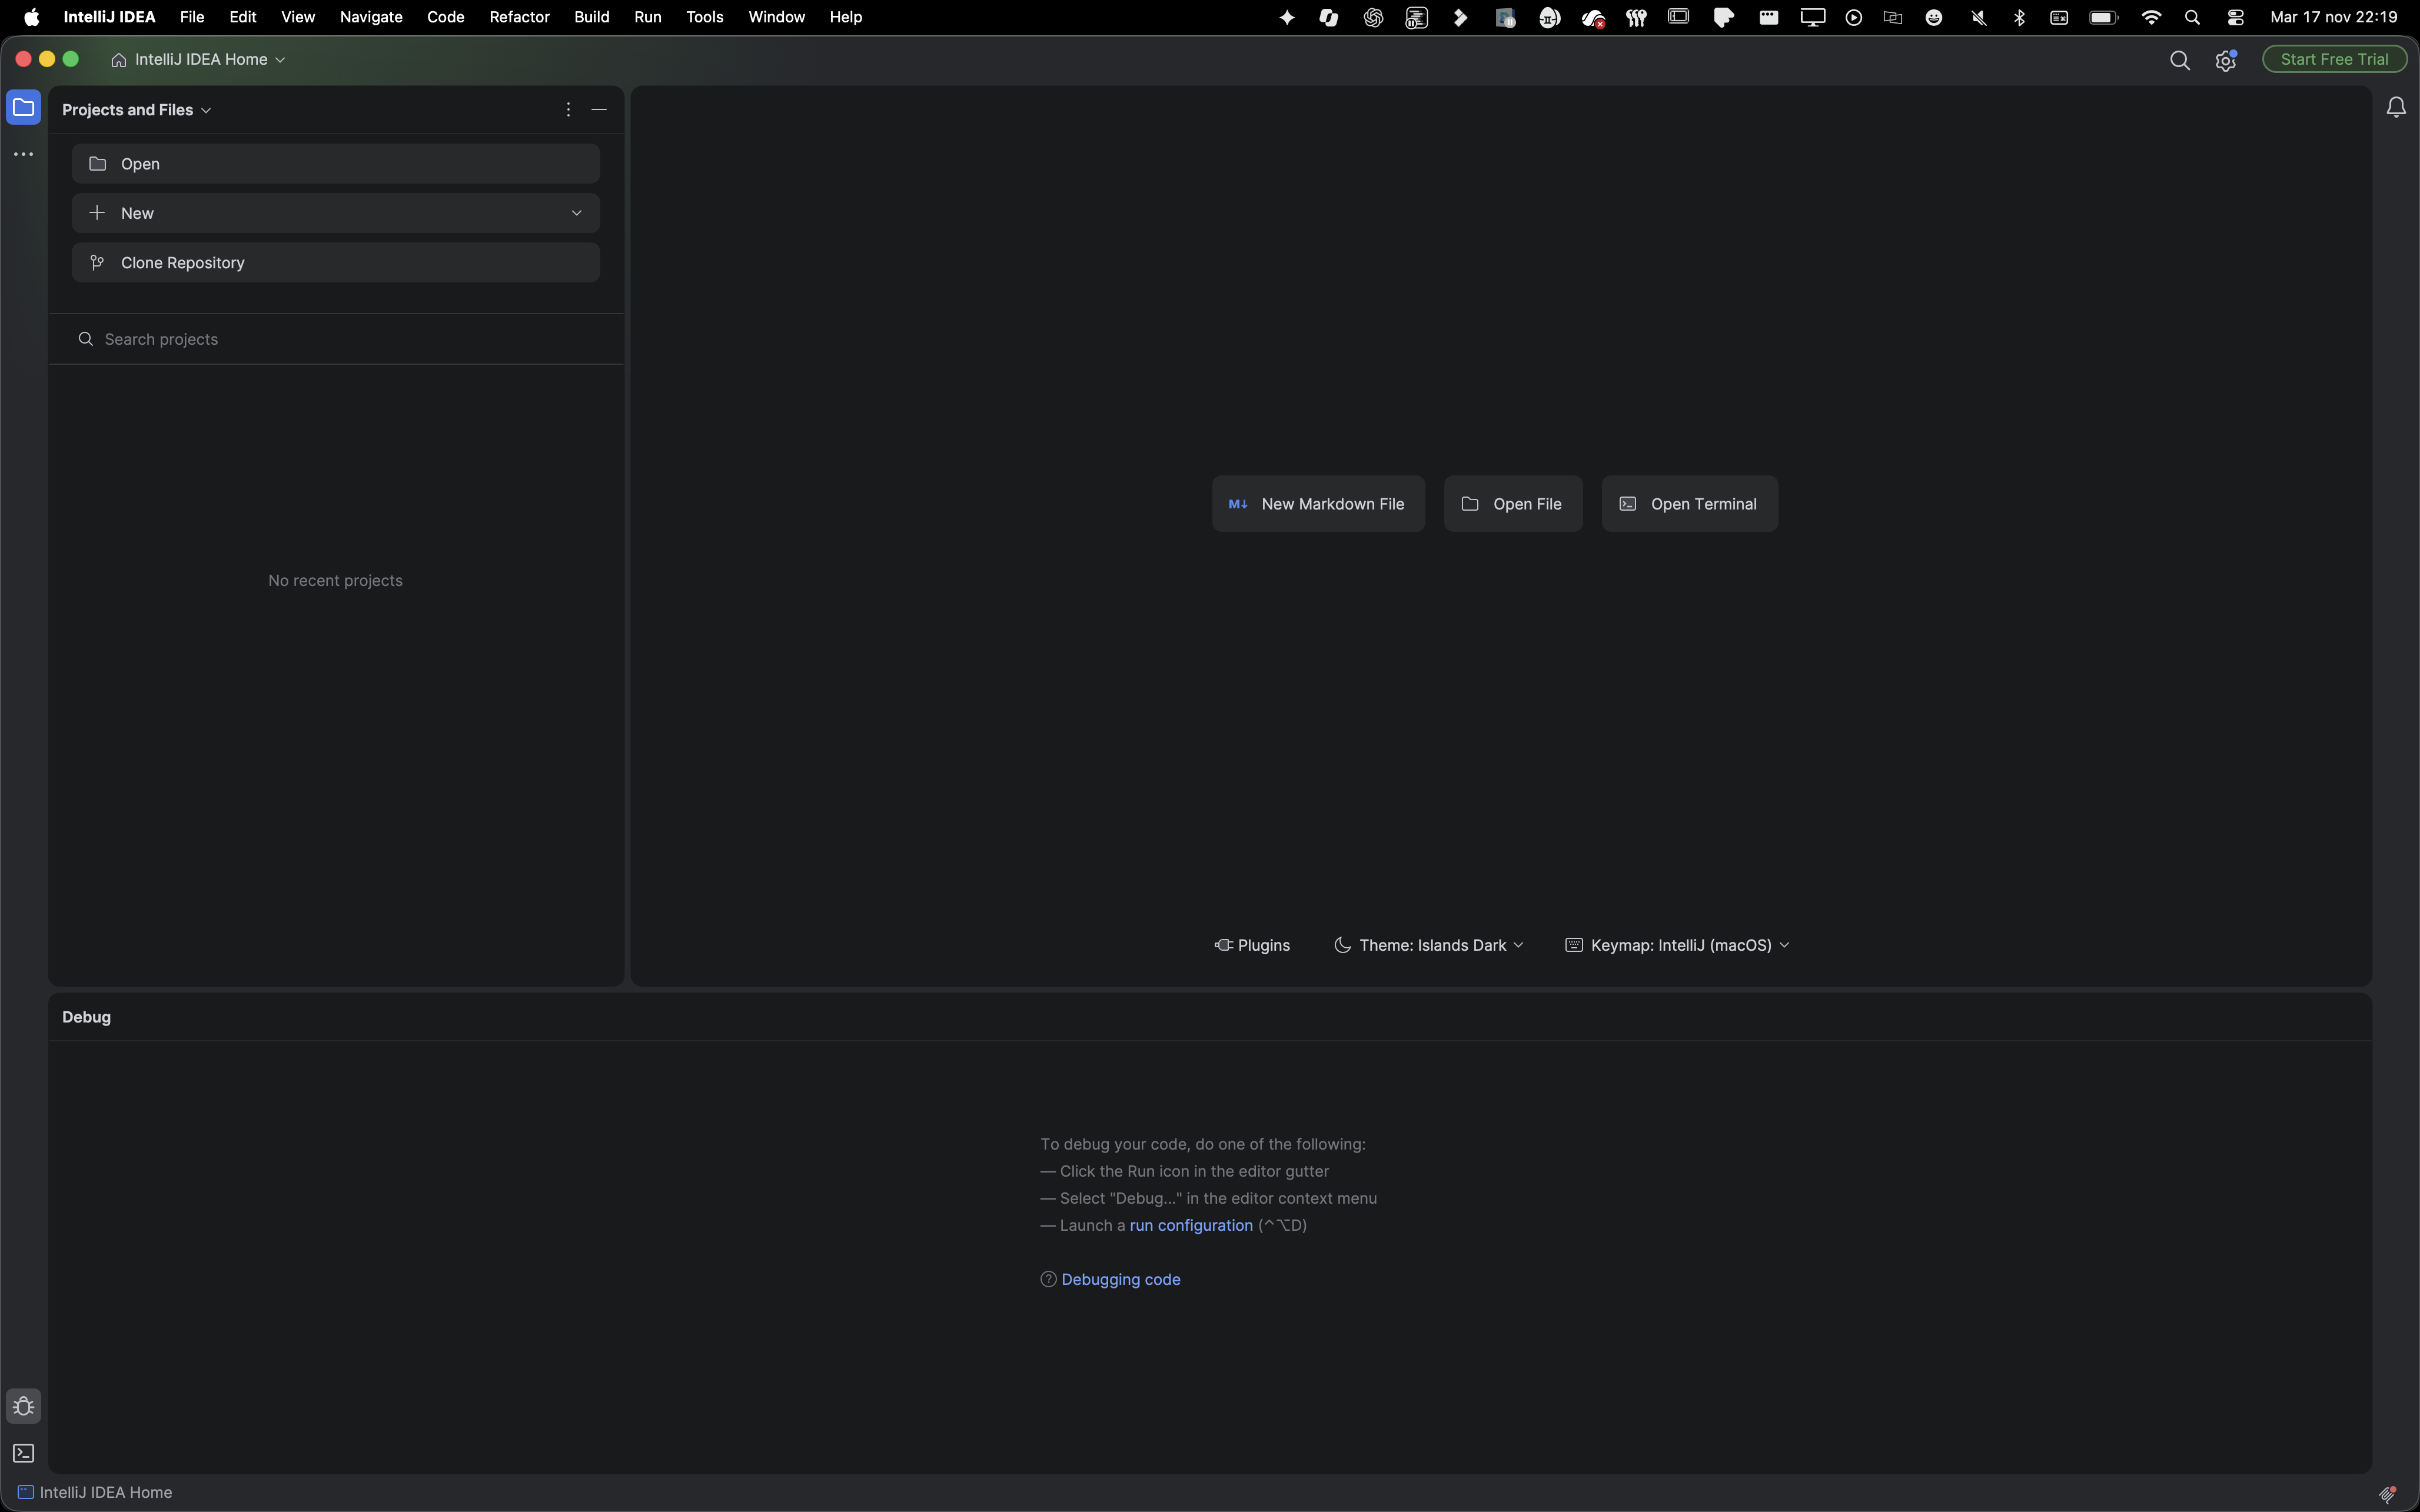 IntelliJ IDEA File Edit View Navigate Code Refactor Build Run Tools Window Help Mar 17 nov 22:19
IntelliJ IDEA Home Start Free Trial
Projects and Files
Open
New
Clone Repository
Search projects
No recent projects
M↓ New Markdown File Open File Open Terminal
Plugins Theme: Islands Dark Keymap: IntelliJ (macOS)
Debug
To debug your code, do one of the following:
— Click the Run icon in the editor gutter
— Select "Debug..." in the editor context menu
— Launch a run configuration (^⌥D)
? Debugging code
IntelliJ IDEA Home